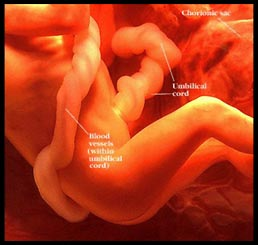 Chorionic sac
Umbilical
cord
Blood
vessels
(within
umbilical
cord)